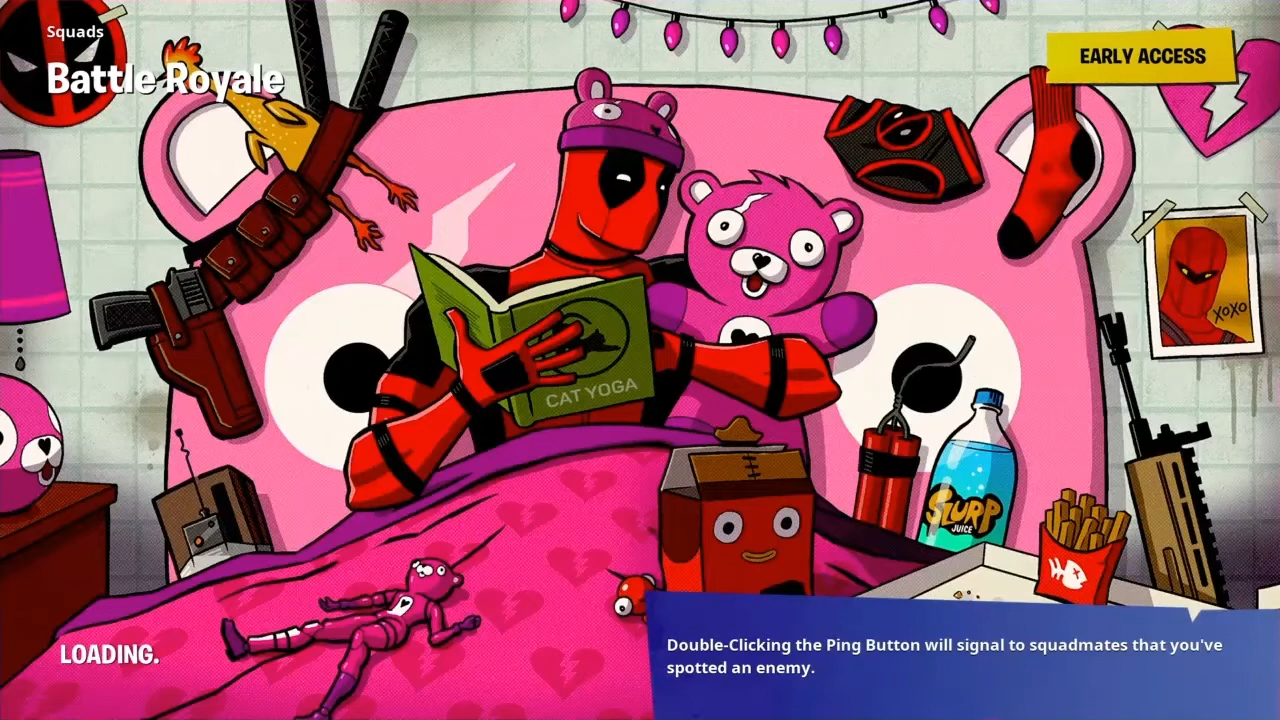 Squads
Battle Royale
EARLY ACCESS
XOXO
CAT YOGA
SLURP
JUICE
LOADING.
Double-Clicking the Ping Button will signal to squadmates that you've
spotted an enemy.